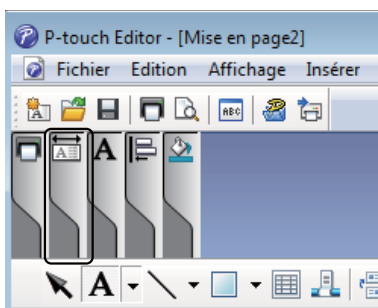 P-touch Editor - [Mise en page2]
Fichier Edition Affichage Insérer
ABC
A
A
A